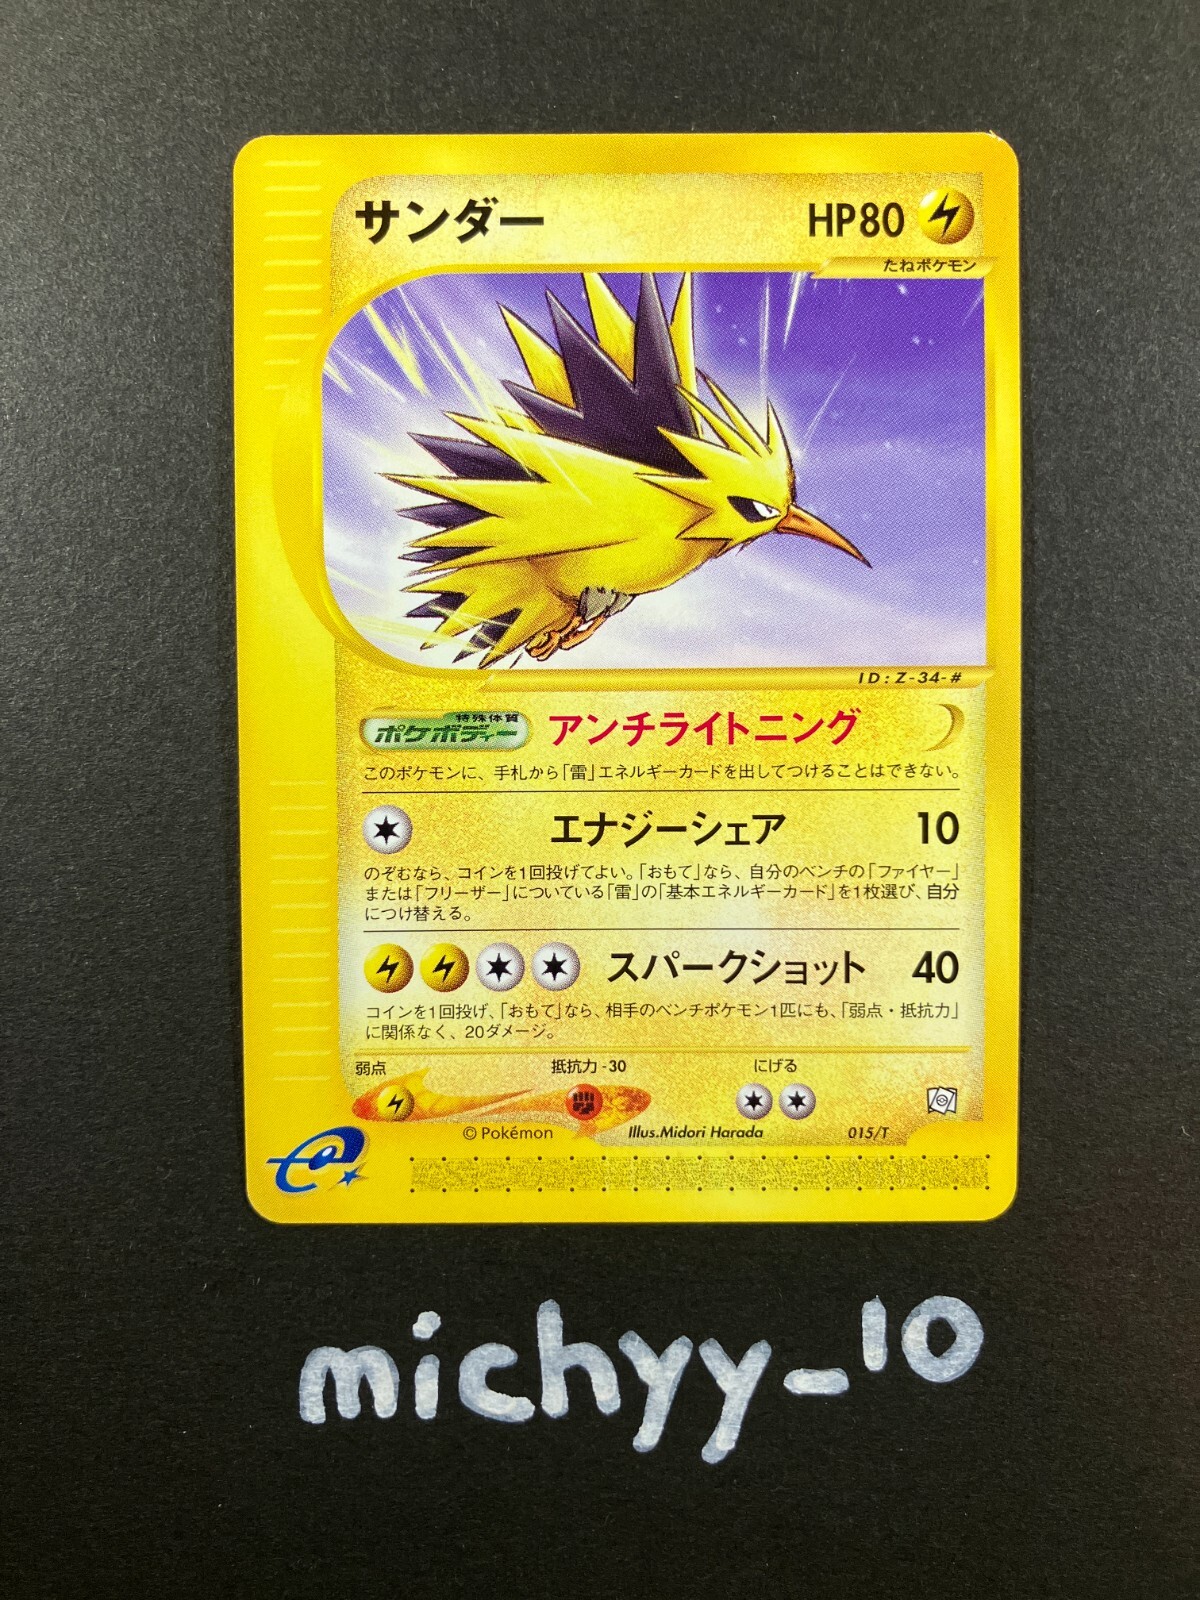 サンダー
HP80
たねポケモン
ID:Z-34-#
特殊体質
ポケボディー
アンチライトニング
このポケモンに、手札から「雷」エネルギーカードを出してつけることはできない。
エナジーシェア 10
のぞむなら、コインを1回投げてよい。「おもて」なら、自分のベンチの「ファイヤー」
または「フリーザー」についている「雷」の「基本エネルギーカード」を1枚選び、自分
につけ替える。
スパークショット 40
コインを1回投げ、「おもて」なら、相手のベンチポケモン1匹にも、「弱点・抵抗力」
に関係なく、20ダメージ。
弱点 抵抗力 -30 にげる
© Pokémon Illus.Midori Harada 015/T
michyy_10